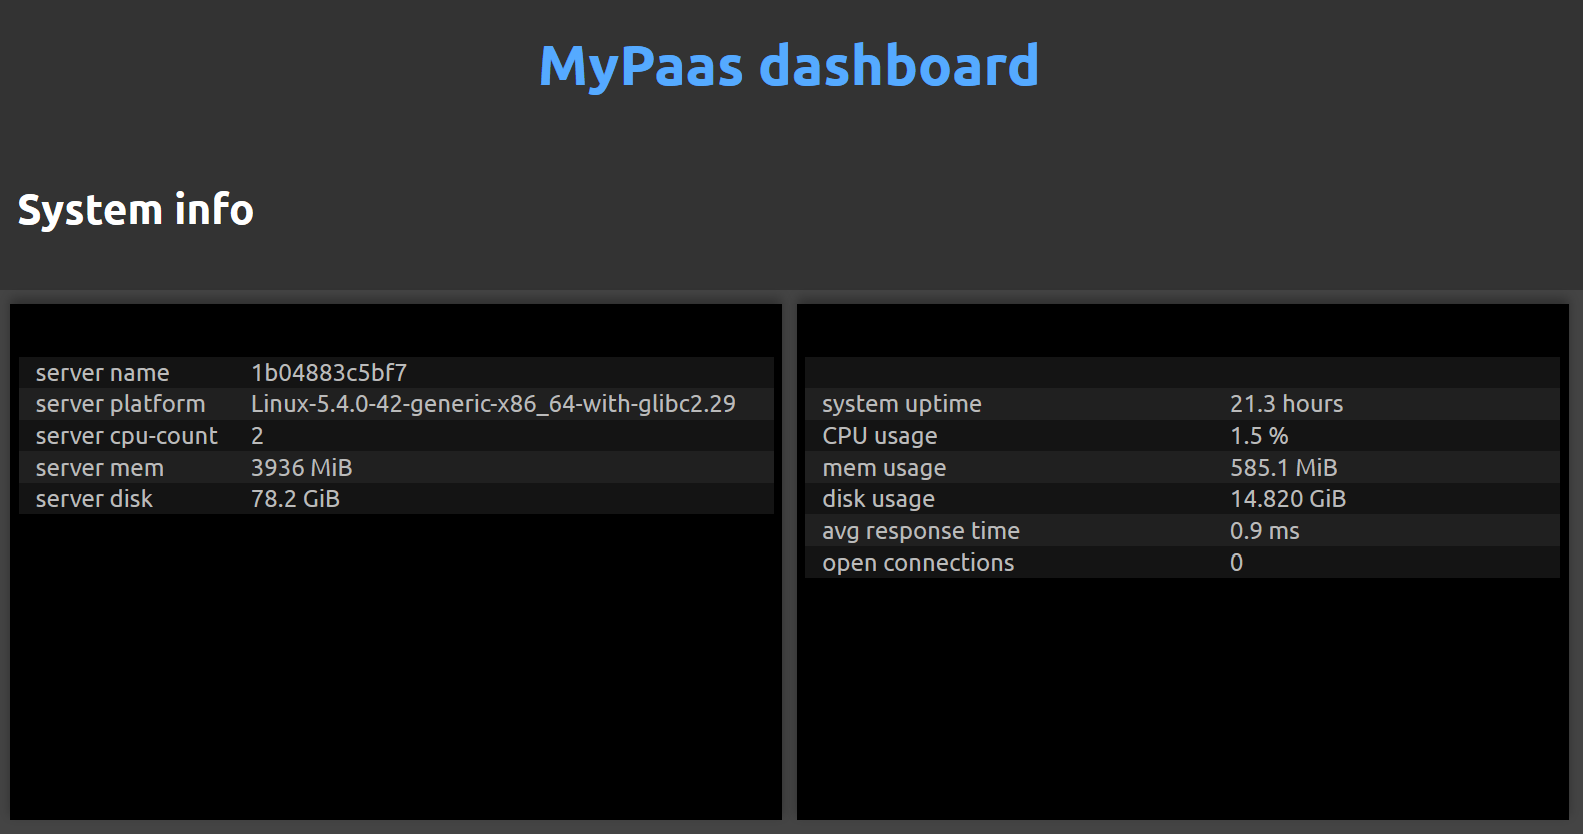 MyPaas dashboard
System info
server name 1b04883c5bf7
server platform Linux-5.4.0-42-generic-x86_64-with-glibc2.29
server cpu-count 2
server mem 3936 MiB
server disk 78.2 GiB
system uptime 21.3 hours
CPU usage 1.5 %
mem usage 585.1 MiB
disk usage 14.820 GiB
avg response time 0.9 ms
open connections 0